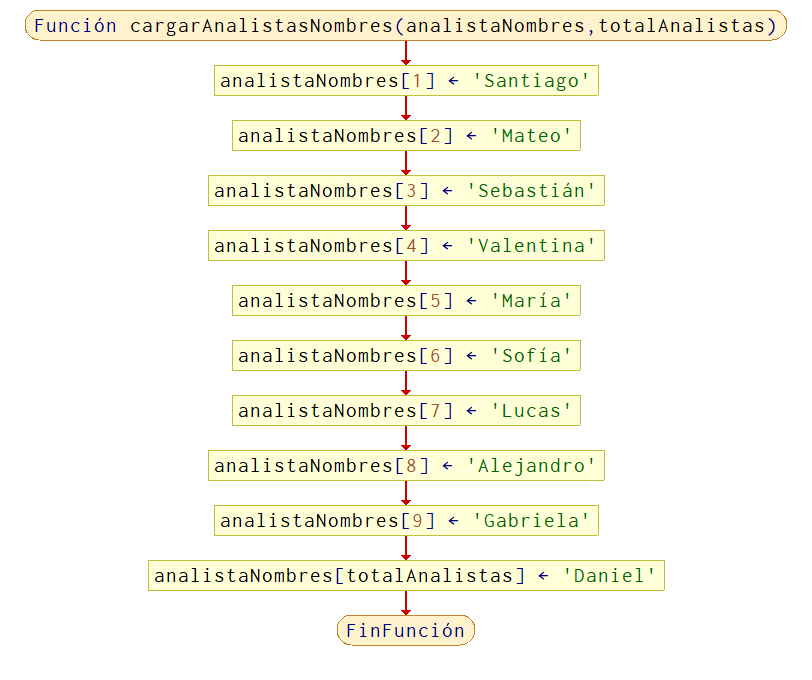 Función cargarAnalistasNombres(analistaNombres,totalAnalistas)
analistaNombres[1] ← 'Santiago'
analistaNombres[2] ← 'Mateo'
analistaNombres[3] ← 'Sebastián'
analistaNombres[4] ← 'Valentina'
analistaNombres[5] ← 'María'
analistaNombres[6] ← 'Sofía'
analistaNombres[7] ← 'Lucas'
analistaNombres[8] ← 'Alejandro'
analistaNombres[9] ← 'Gabriela'
analistaNombres[totalAnalistas] ← 'Daniel'
FinFunción